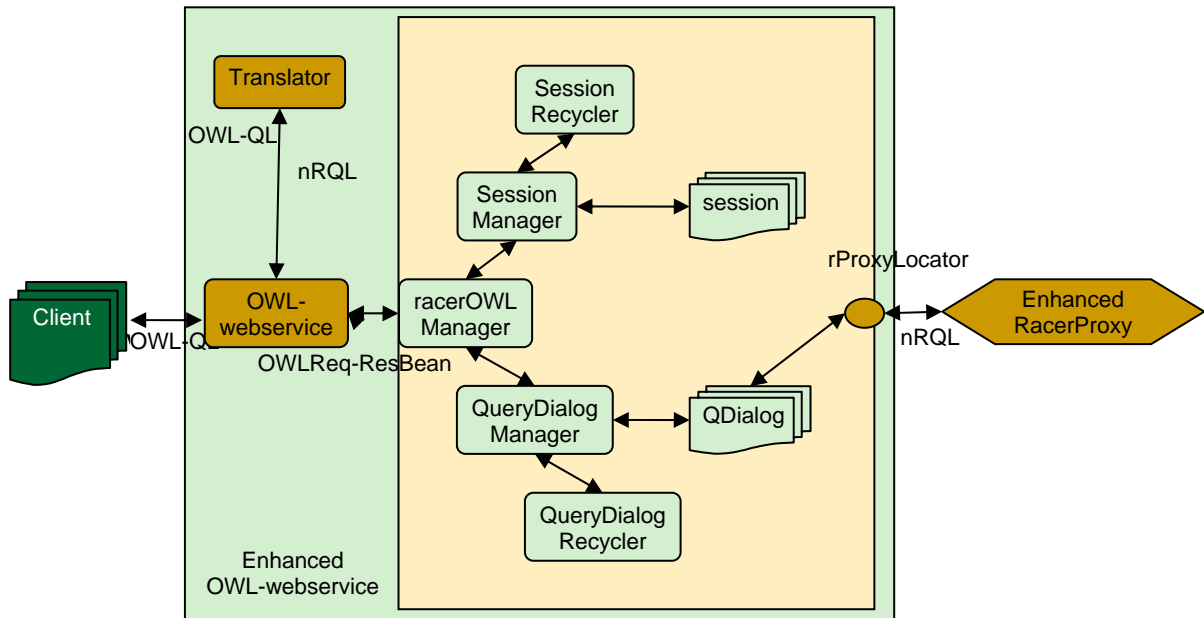 Translator
OWL-QL
nRQL
Session
Recycler
Session
Manager
session
rProxyLocator
Client
OWL-QL
OWL-
webservice
OWLReq-ResBean
racerOWL
Manager
Enhanced
RacerProxy
nRQL
QueryDialog
Manager
QDialog
QueryDialog
Recycler
Enhanced
OWL-webservice